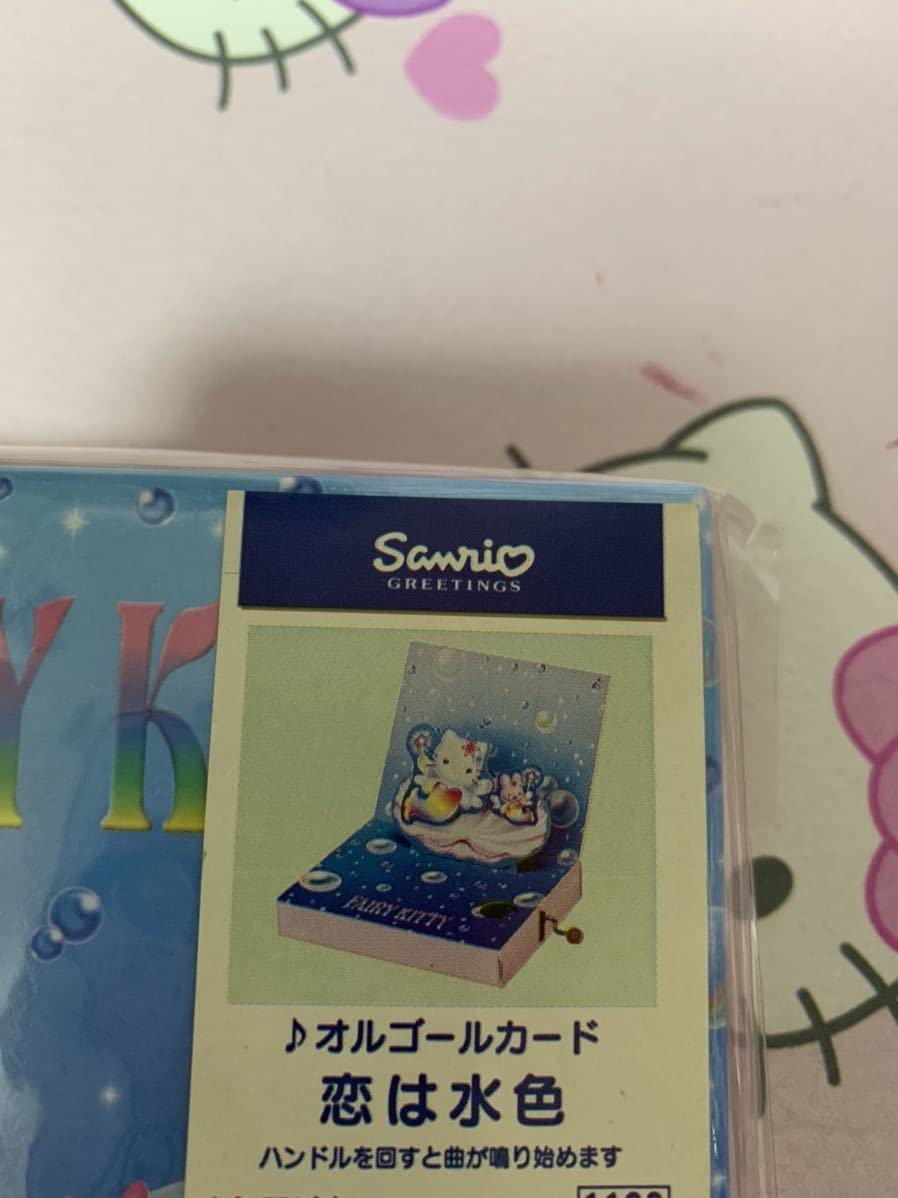 Sanrio
GREETINGS
Y K
FAIRY KITTY
♪オルゴールカード
恋は水色
ハンドルを回すと曲が鳴り始めます